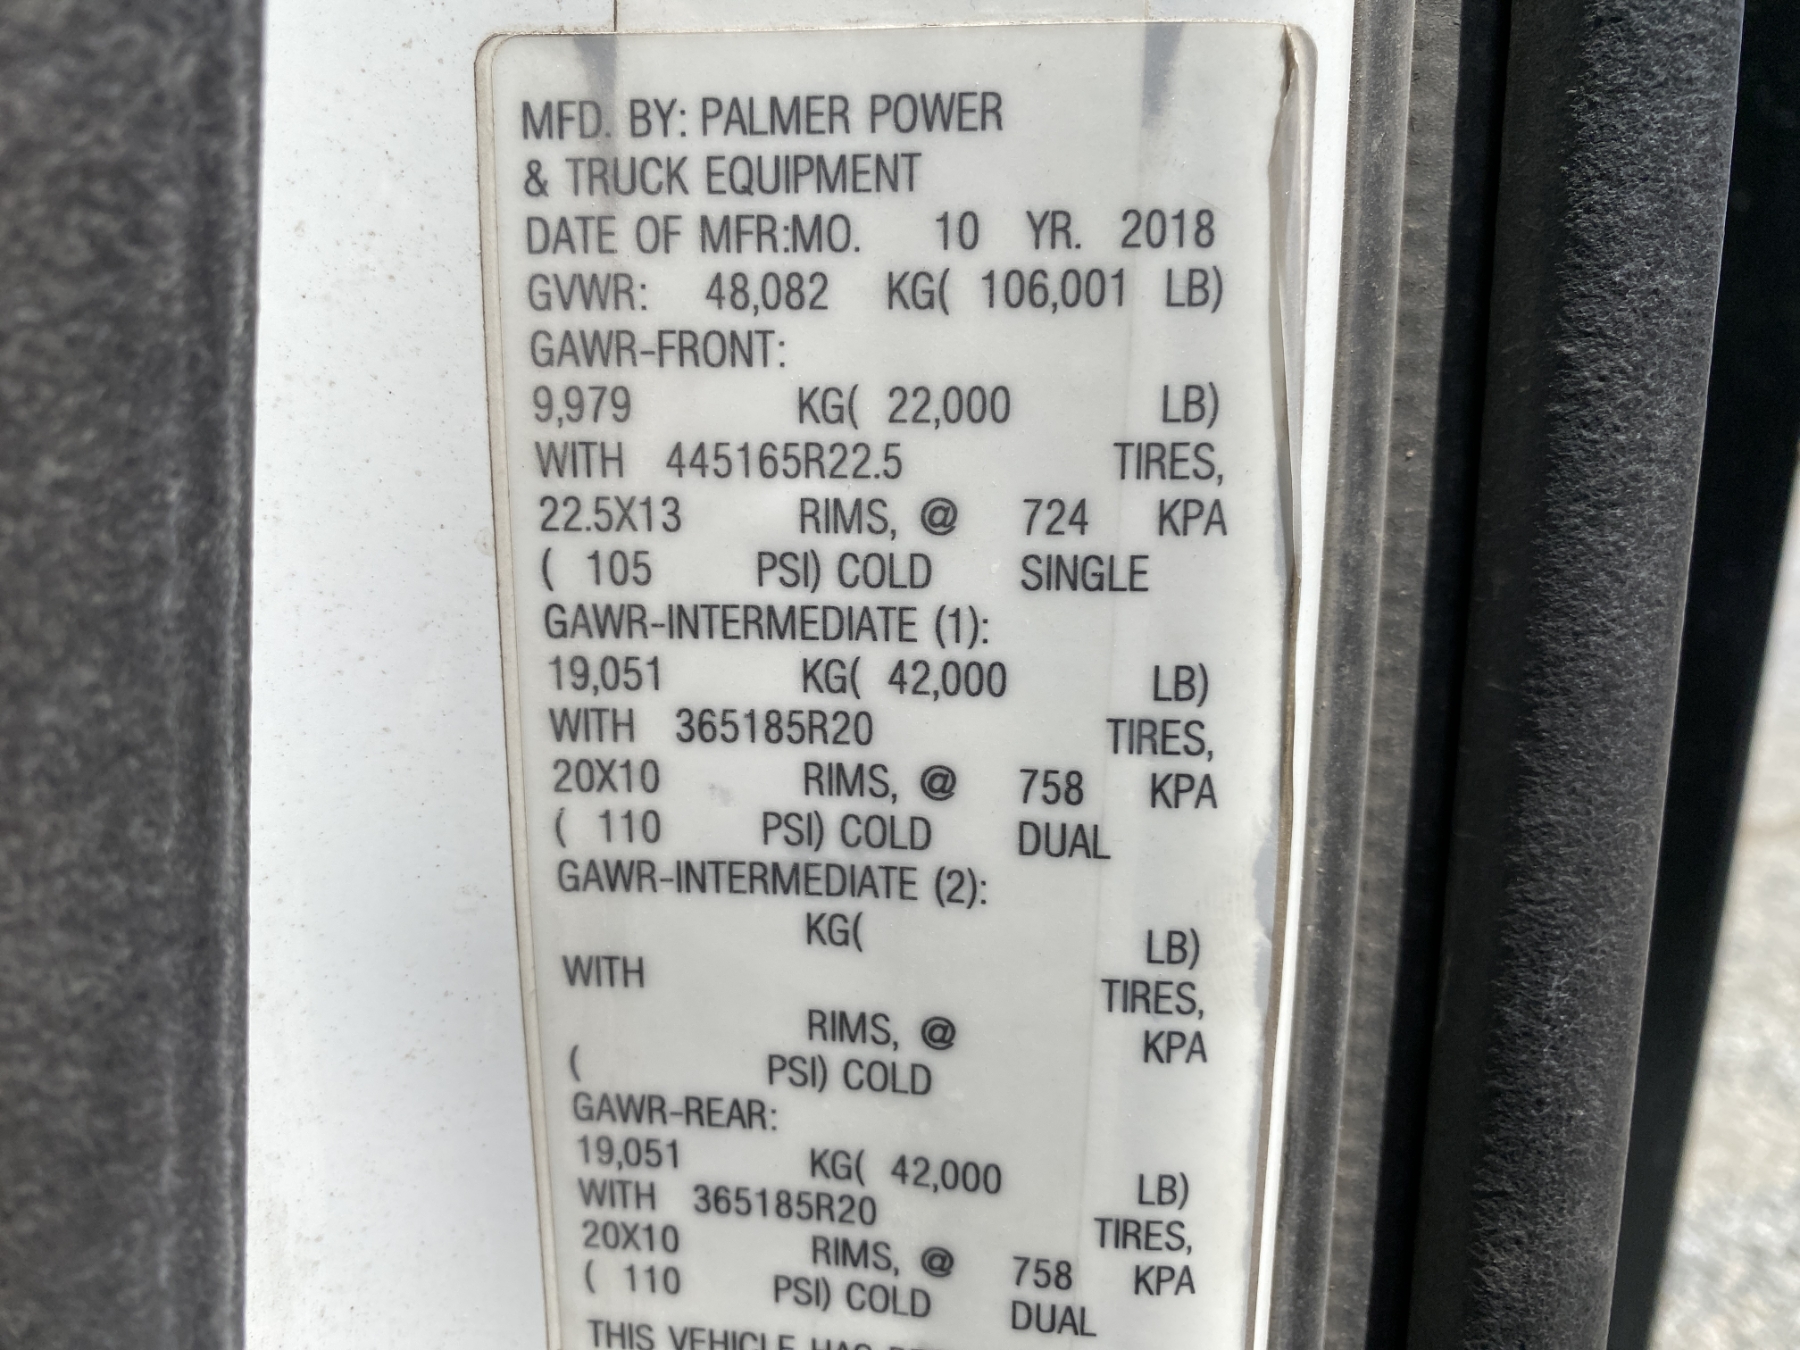 MFD. BY: PALMER POWER
& TRUCK EQUIPMENT
DATE OF MFR:MO. 10 YR. 2018
GVWR: 48,082 KG( 106,001 LB)
GAWR-FRONT:
9,979 KG( 22,000 LB)
WITH 445165R22.5 TIRES,
22.5X13 RIMS, @ 724 KPA
( 105 PSI) COLD SINGLE
GAWR-INTERMEDIATE (1):
19,051 KG( 42,000 LB)
WITH 365185R20 TIRES,
20X10 RIMS, @ 758 KPA
( 110 PSI) COLD DUAL
GAWR-INTERMEDIATE (2):
KG( LB)
WITH TIRES,
RIMS, @ KPA
( PSI) COLD
GAWR-REAR:
19,051 KG( 42,000 LB)
WITH 365185R20 TIRES,
20X10 RIMS, @ 758 KPA
( 110 PSI) COLD DUAL
THIS VEHICLE HAS